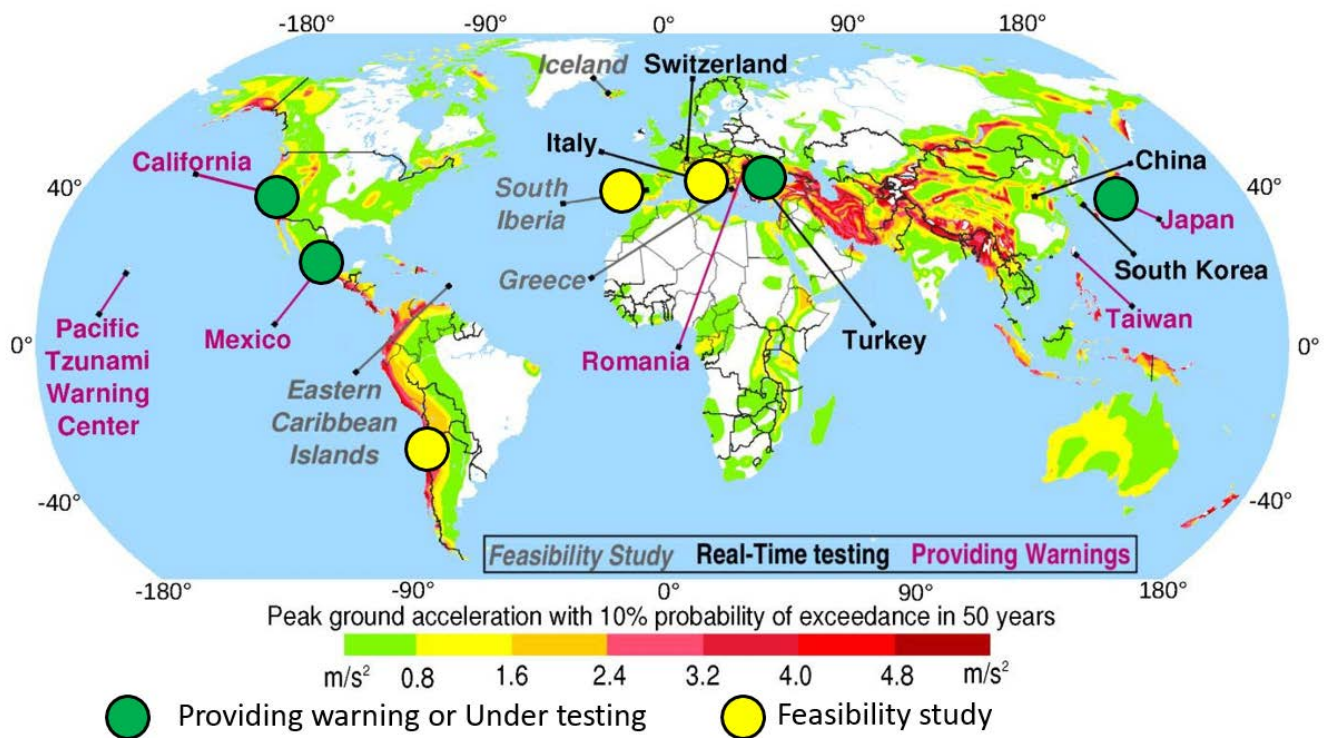 -180°
-90°
0°
90°
180°
Iceland
Switzerland
Italy
California
China
40°
South
Iberia
40°
Japan
Greece
South Korea
Pacific
Tzunami
Warning
Center
Mexico
Taiwan
Turkey
0°
0°
Romania
Eastern
Caribbean
Islands
-40°
-40°
Feasibility Study Real-Time testing Providing Warnings
-180°
-90°
0°
90°
180°
Peak ground acceleration with 10% probability of exceedance in 50 years
m/s² 0.8 1.6 2.4 3.2 4.0 4.8 m/s²
Providing warning or Under testing
Feasibility study